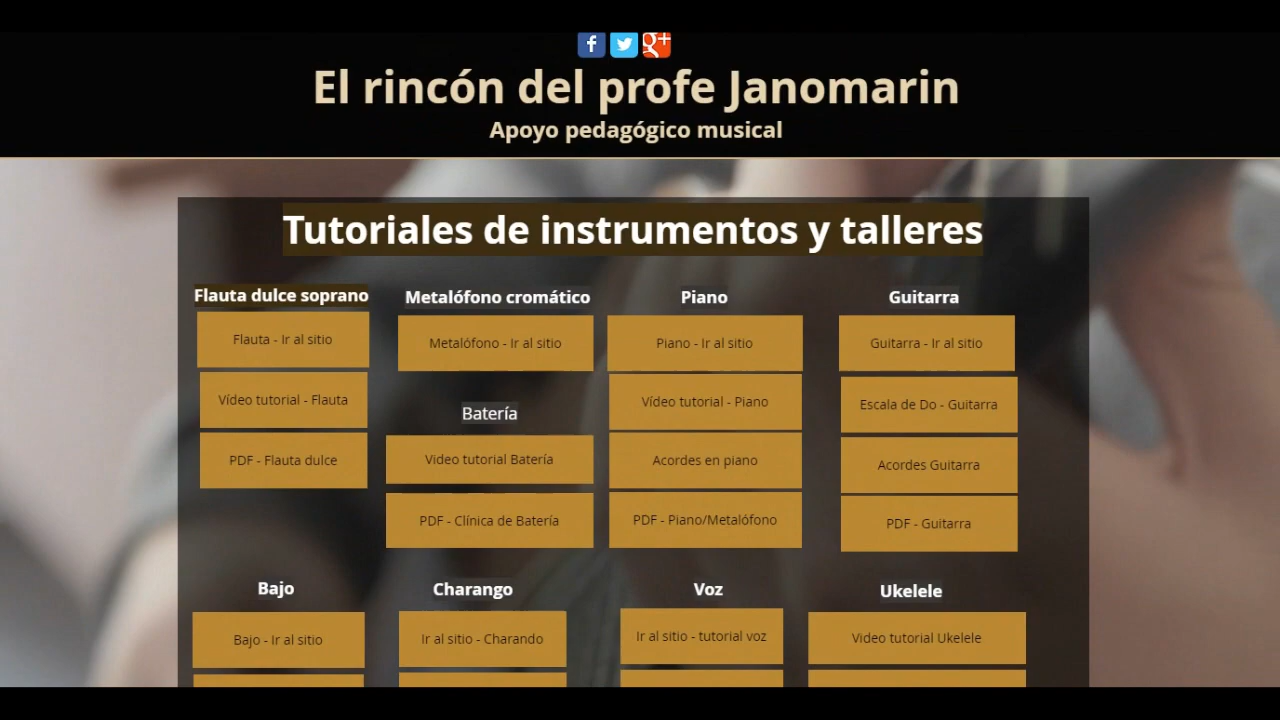 f
g+
El rincón del profe Janomarin
Apoyo pedagógico musical
Tutoriales de instrumentos y talleres
Flauta dulce soprano
Flauta - Ir al sitio
Vídeo tutorial - Flauta
PDF - Flauta dulce
Metalófono cromático
Metalófono - Ir al sitio
Batería
Video tutorial Batería
PDF - Clínica de Batería
Piano
Piano - Ir al sitio
Vídeo tutorial - Piano
Acordes en piano
PDF - Piano/Metalófono
Guitarra
Guitarra - Ir al sitio
Escala de Do - Guitarra
Acordes Guitarra
PDF - Guitarra
Bajo
Bajo - Ir al sitio
Charango
Ir al sitio - Charando
Voz
Ir al sitio - tutorial voz
Ukelele
Video tutorial Ukelele